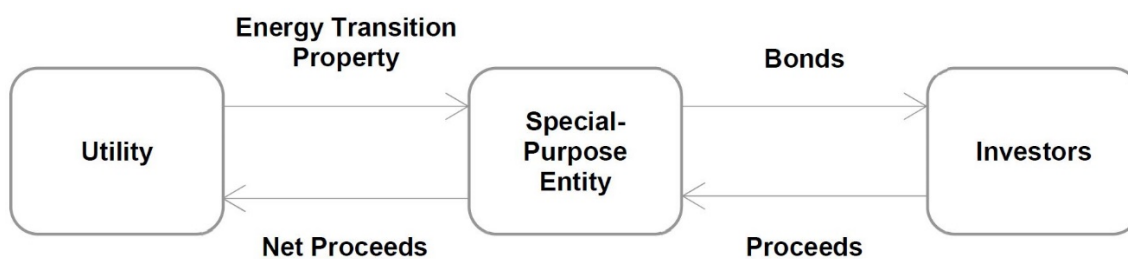 Energy Transition
Property
Bonds
Utility
Special-
Purpose
Entity
Investors
Net Proceeds
Proceeds